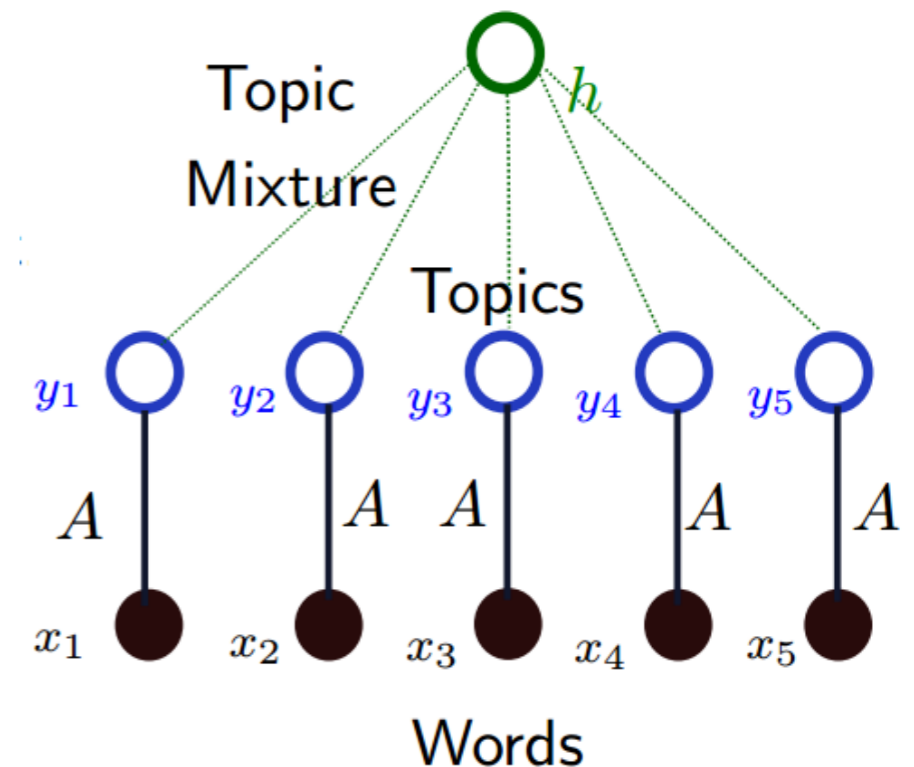 Topic
Mixture
h
Topics
y₁ y₂ y₃ y₄ y₅
A A A A A
x₁ x₂ x₃ x₄ x₅
Words